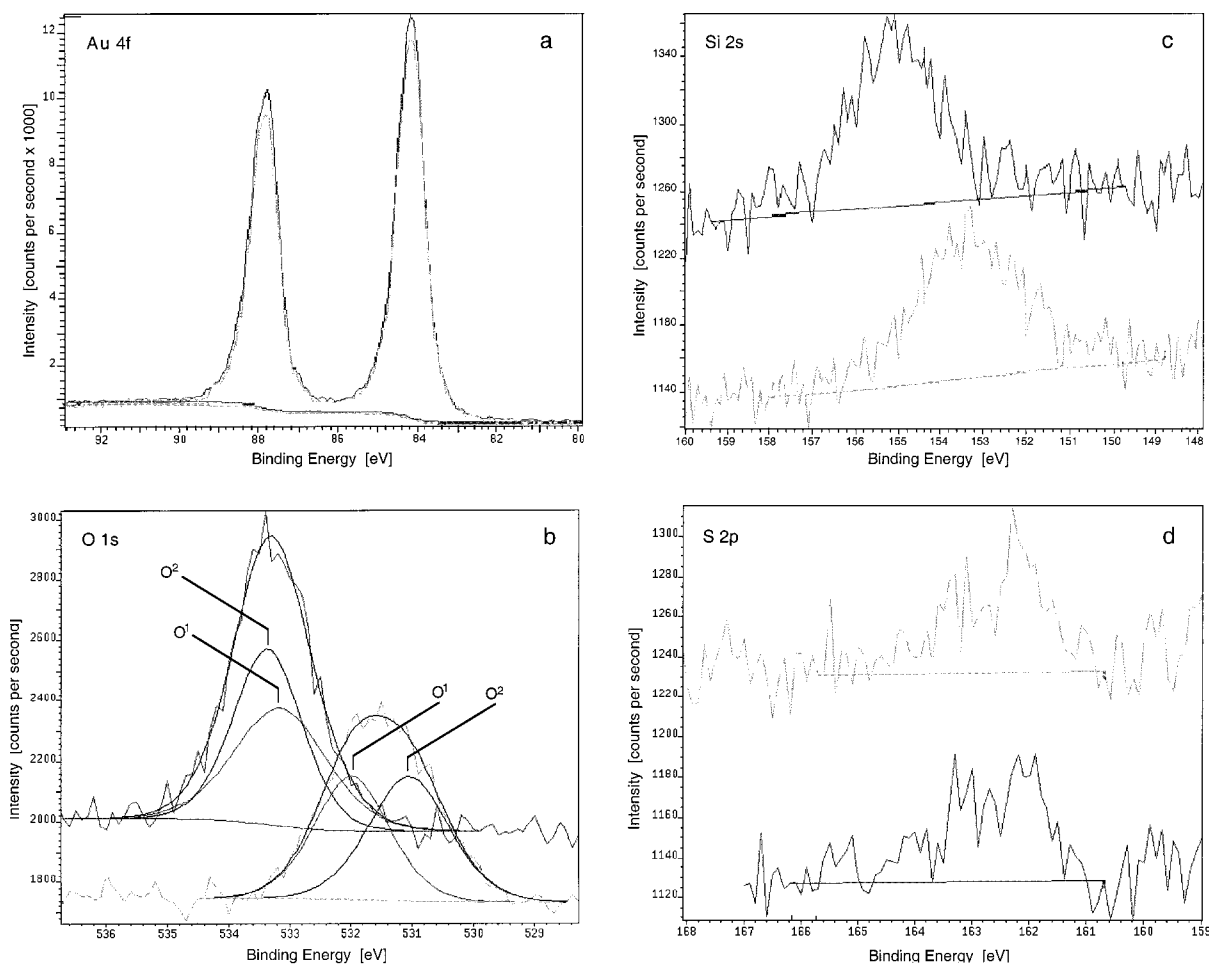 Au 4f
a
12
10
8
6
4
2
Intensity [counts per second x 1000]
92 90 88 86 84 82 80
Binding Energy [eV]
Si 2s
c
1340
1300
1260
1220
1180
1140
Intensity [counts per second]
160 159 158 157 156 155 154 153 152 151 150 149 148
Binding Energy [eV]
O 1s
b
O²
O¹
O¹
O²
3000
2800
2600
2400
2200
2000
1800
Intensity [counts per second]
536 535 534 533 532 531 530 529
Binding Energy [eV]
S 2p
d
1300
1280
1260
1240
1220
1200
1180
1160
1140
1120
Intensity [counts per second]
168 167 166 165 164 163 162 161 160 159
Binding Energy [eV]